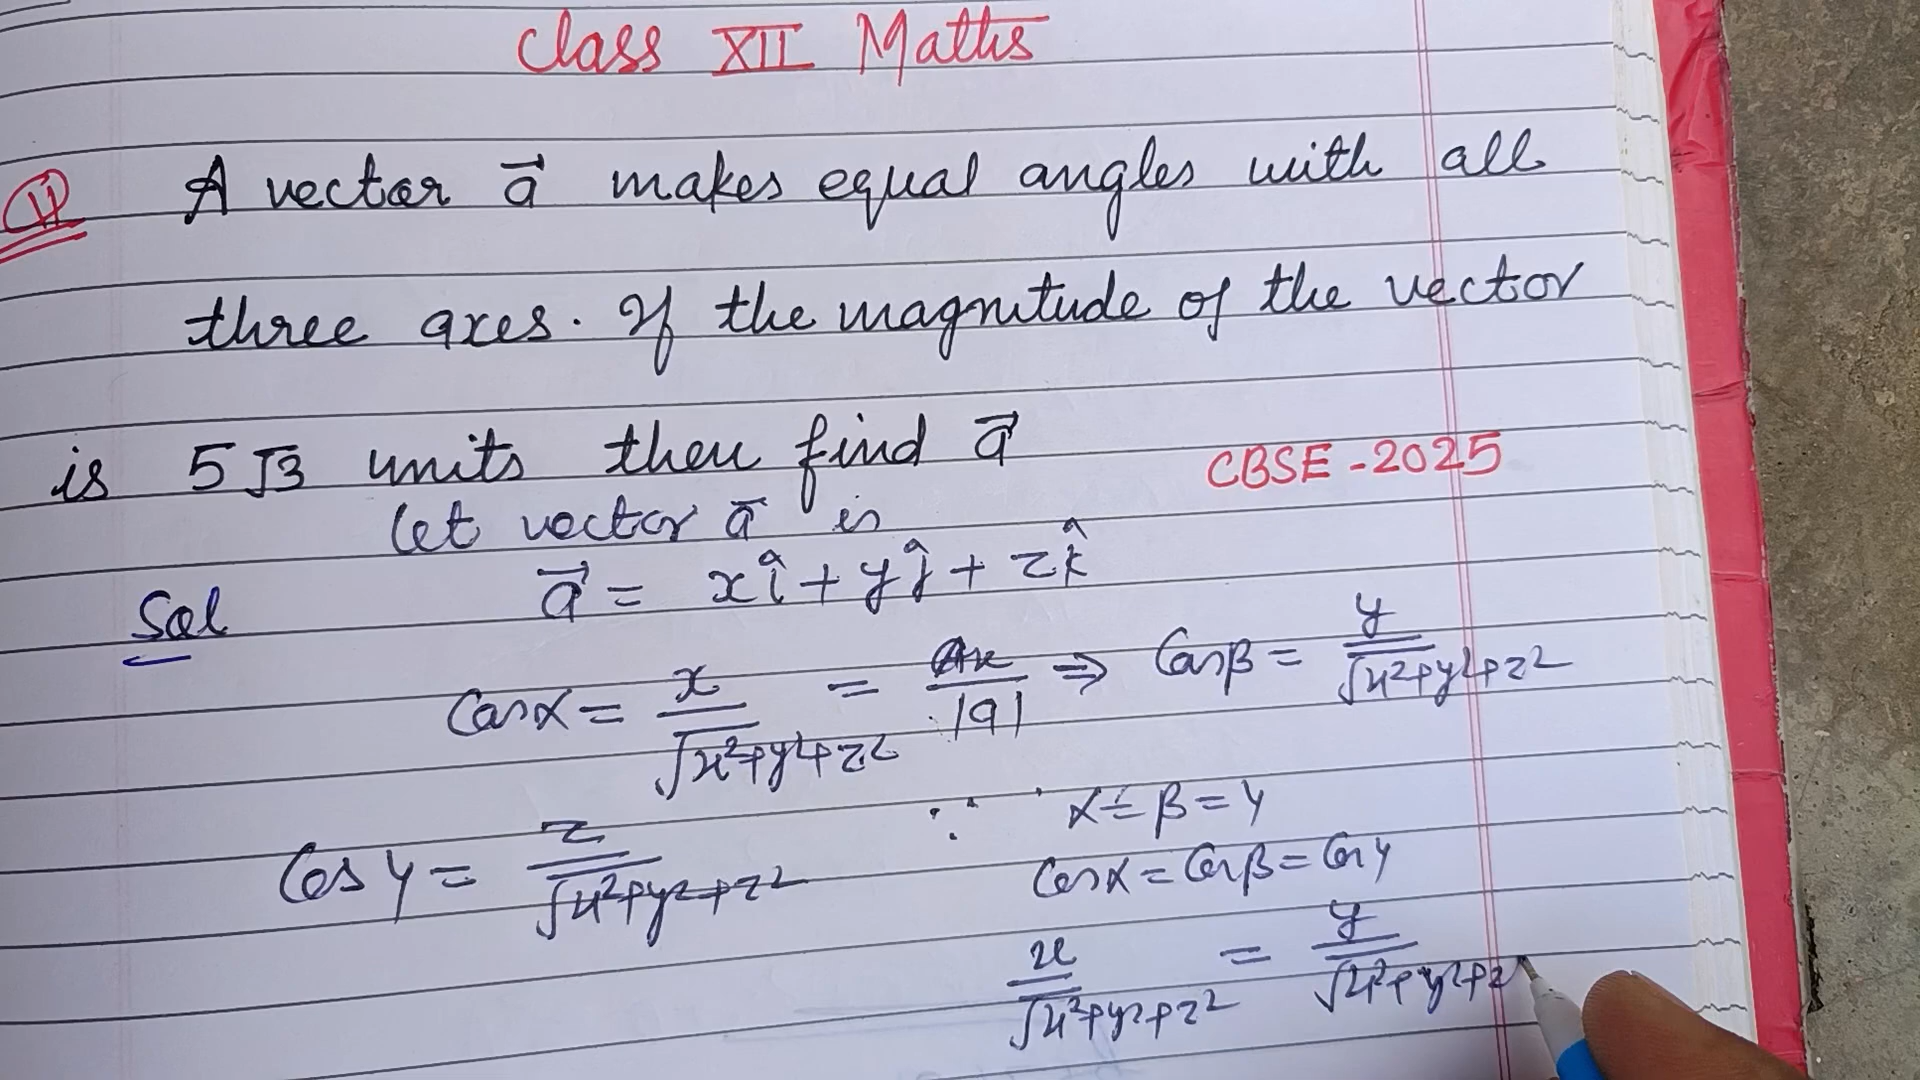 Class XII Maths
11 A vector a⃗ makes equal angles with all
three axes. If the magnitude of the vector
is 5√3 units then find a⃗
CBSE-2025
let vector a⃗ is
Sol a⃗ = xî + yĵ + zk̂
Cosα = x/√x²+y²+z² = /|a| ⇒ Cosβ = y/√x²+y²+z²
Cos γ = z/√x²+y²+z² ∵ α = β = γ
Cosα = Cosβ = Cosγ
x/√x²+y²+z² = y/√x²+y²+z